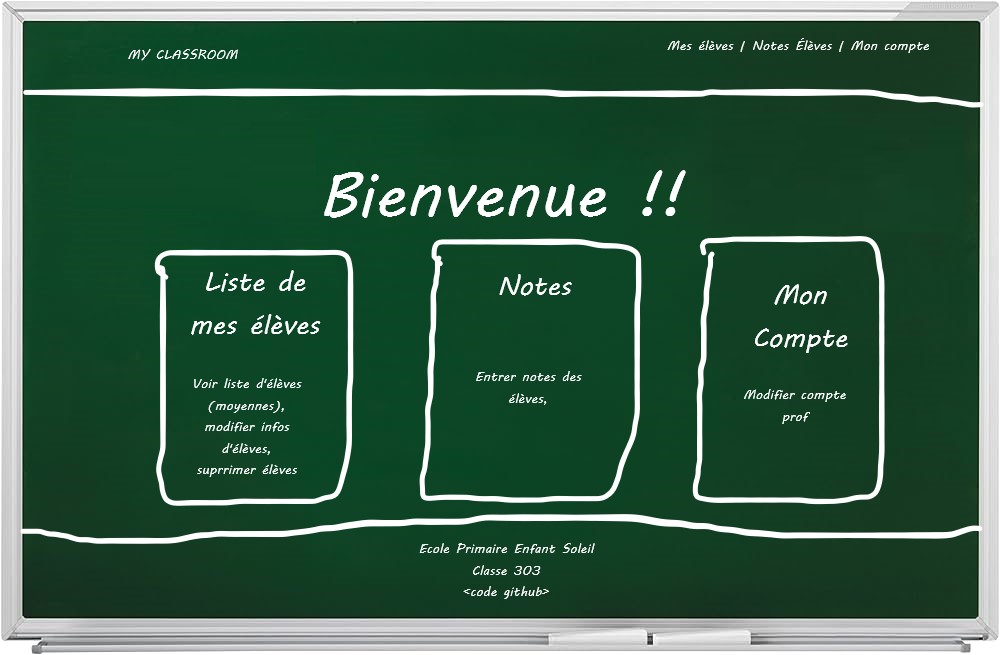 MY CLASSROOM
Mes élèves | Notes Élèves | Mon compte
Bienvenue !!
Liste de
mes élèves
Voir liste d'élèves
(moyennes),
modifier infos
d'élèves,
suprrimer élèves
Notes
Entrer notes des
élèves,
Mon
Compte
Modifier compte
prof
Ecole Primaire Enfant Soleil
Classe 303
<code github>